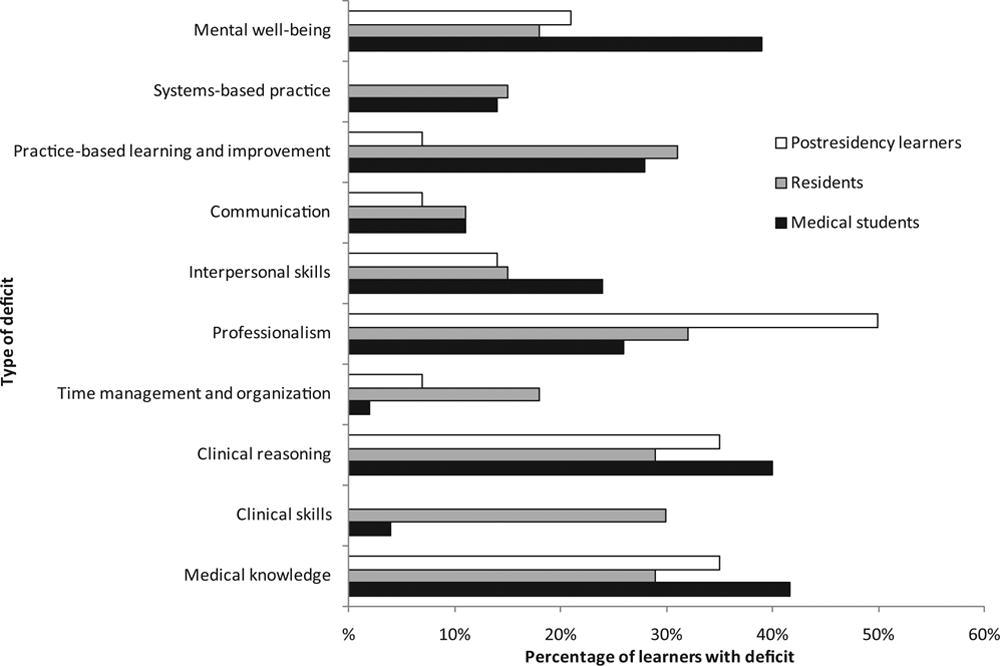 Mental well-being
Systems-based practice
Practice-based learning and improvement
Communication
Interpersonal skills
Professionalism
Time management and organization
Clinical reasoning
Clinical skills
Medical knowledge
Type of deficit
Postresidency learners
Residents
Medical students
% 10% 20% 30% 40% 50% 60%
Percentage of learners with deficit